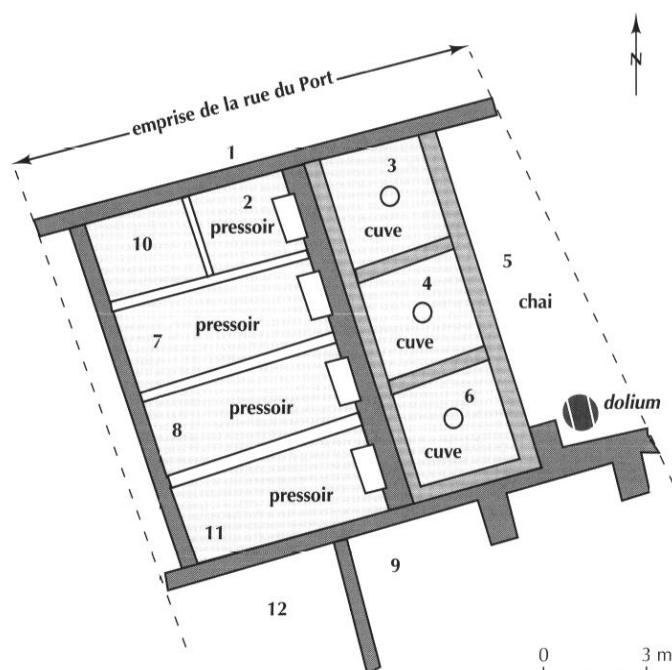 N
emprise de la rue du Port
1
3
2
pressoir
10
cuve
5
4
chai
pressoir
7
cuve
6
dolium
pressoir
8
cuve
pressoir
11
9
12
0 3 m